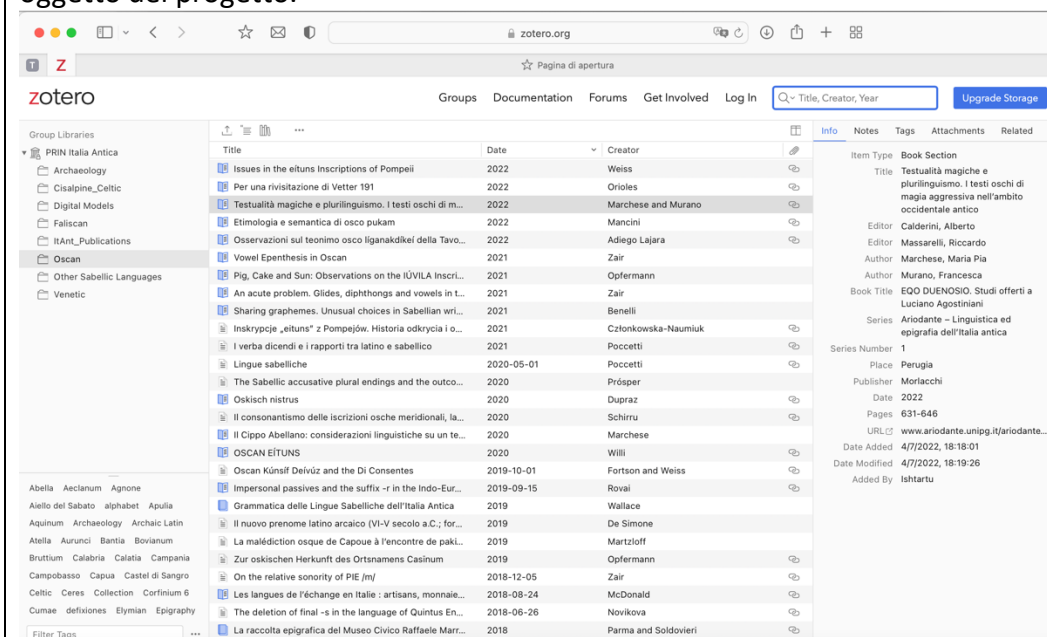 oggetto del progetto.
zotero.org
T Z Pagina di apertura
zotero Groups Documentation Forums Get Involved Log In Title, Creator, Year Upgrade Storage
Group Libraries
PRIN Italia Antica
Archaeology
Cisalpine_Celtic
Digital Models
Faliscan
ItAnt_Publications
Oscan
Other Sabellic Languages
Venetic
Title Date Creator
Issues in the eítuns Inscriptions of Pompeii 2022 Weiss
Per una rivisitazione di Vetter 191 2022 Orioles
Testualità magiche e plurilinguismo. I testi oschi di m... 2022 Marchese and Murano
Etimologia e semantica di osco pukam 2022 Mancini
Osservazioni sul teonimo osco líganakdíkeí della Tavo... 2022 Adiego Lajara
Vowel Epenthesis in Oscan 2021 Zair
Pig, Cake and Sun: Observations on the IÚVILA Inscri... 2021 Opfermann
An acute problem. Glides, diphthongs and vowels in t... 2021 Zair
Sharing graphemes. Unusual choices in Sabellian wri... 2021 Benelli
Inskrypcje „eituns" z Pompejów. Historia odkrycia i o... 2021 Członkowska-Naumiuk
I verba dicendi e i rapporti tra latino e sabellico 2021 Poccetti
Lingue sabelliche 2020-05-01 Poccetti
The Sabellic accusative plural endings and the outco... 2020 Prósper
Oskisch nistrus 2020 Dupraz
Il consonantismo delle iscrizioni osche meridionali, la... 2020 Schirru
Il Cippo Abellano: considerazioni linguistiche su un te... 2020 Marchese
OSCAN EÍTUNS 2020 Willi
Oscan Kúnsíf Deívúz and the Di Consentes 2019-10-01 Fortson and Weiss
Impersonal passives and the suffix -r in the Indo-Eur... 2019-09-15 Rovai
Grammatica delle Lingue Sabelliche dell'Italia Antica 2019 Wallace
Il nuovo prenome latino arcaico (VI-V secolo a.C.; for... 2019 De Simone
La malédiction osque de Capoue à l'encontre de paki... 2019 Martzloff
Zur oskischen Herkunft des Ortsnamens Casīnum 2019 Opfermann
On the relative sonority of PIE /m/ 2018-12-05 Zair
Les langues de l'échange en Italie : artisans, monnaie... 2018-08-24 McDonald
The deletion of final -s in the language of Quintus En... 2018-06-26 Novikova
La raccolta epigrafica del Museo Civico Raffaele Marr... 2018 Parma and Soldovieri
Info Notes Tags Attachments Related
Item Type Book Section
Title Testualità magiche e
plurilinguismo. I testi oschi di
magia aggressiva nell'ambito
occidentale antico
Editor Calderini, Alberto
Editor Massarelli, Riccardo
Author Marchese, Maria Pia
Author Murano, Francesca
Book Title EQO DUENOSIO. Studi offerti a
Luciano Agostiniani
Series Ariodante – Linguistica ed
epigrafia dell'Italia antica
Series Number 1
Place Perugia
Publisher Morlacchi
Date 2022
Pages 631-646
URL www.ariodante.unipg.it/ariodante...
Date Added 4/7/2022, 18:18:01
Date Modified 4/7/2022, 18:19:26
Added By Ishtartu
Abella Aeclanum Agnone
Aiello del Sabato alphabet Apulia
Aquinum Archaeology Archaic Latin
Atella Aurunci Bantia Bovianum
Bruttium Calabria Calatia Campania
Campobasso Capua Castel di Sangro
Celtic Ceres Collection Corfinium 6
Cumae defixiones Elymian Epigraphy
Filter Tags